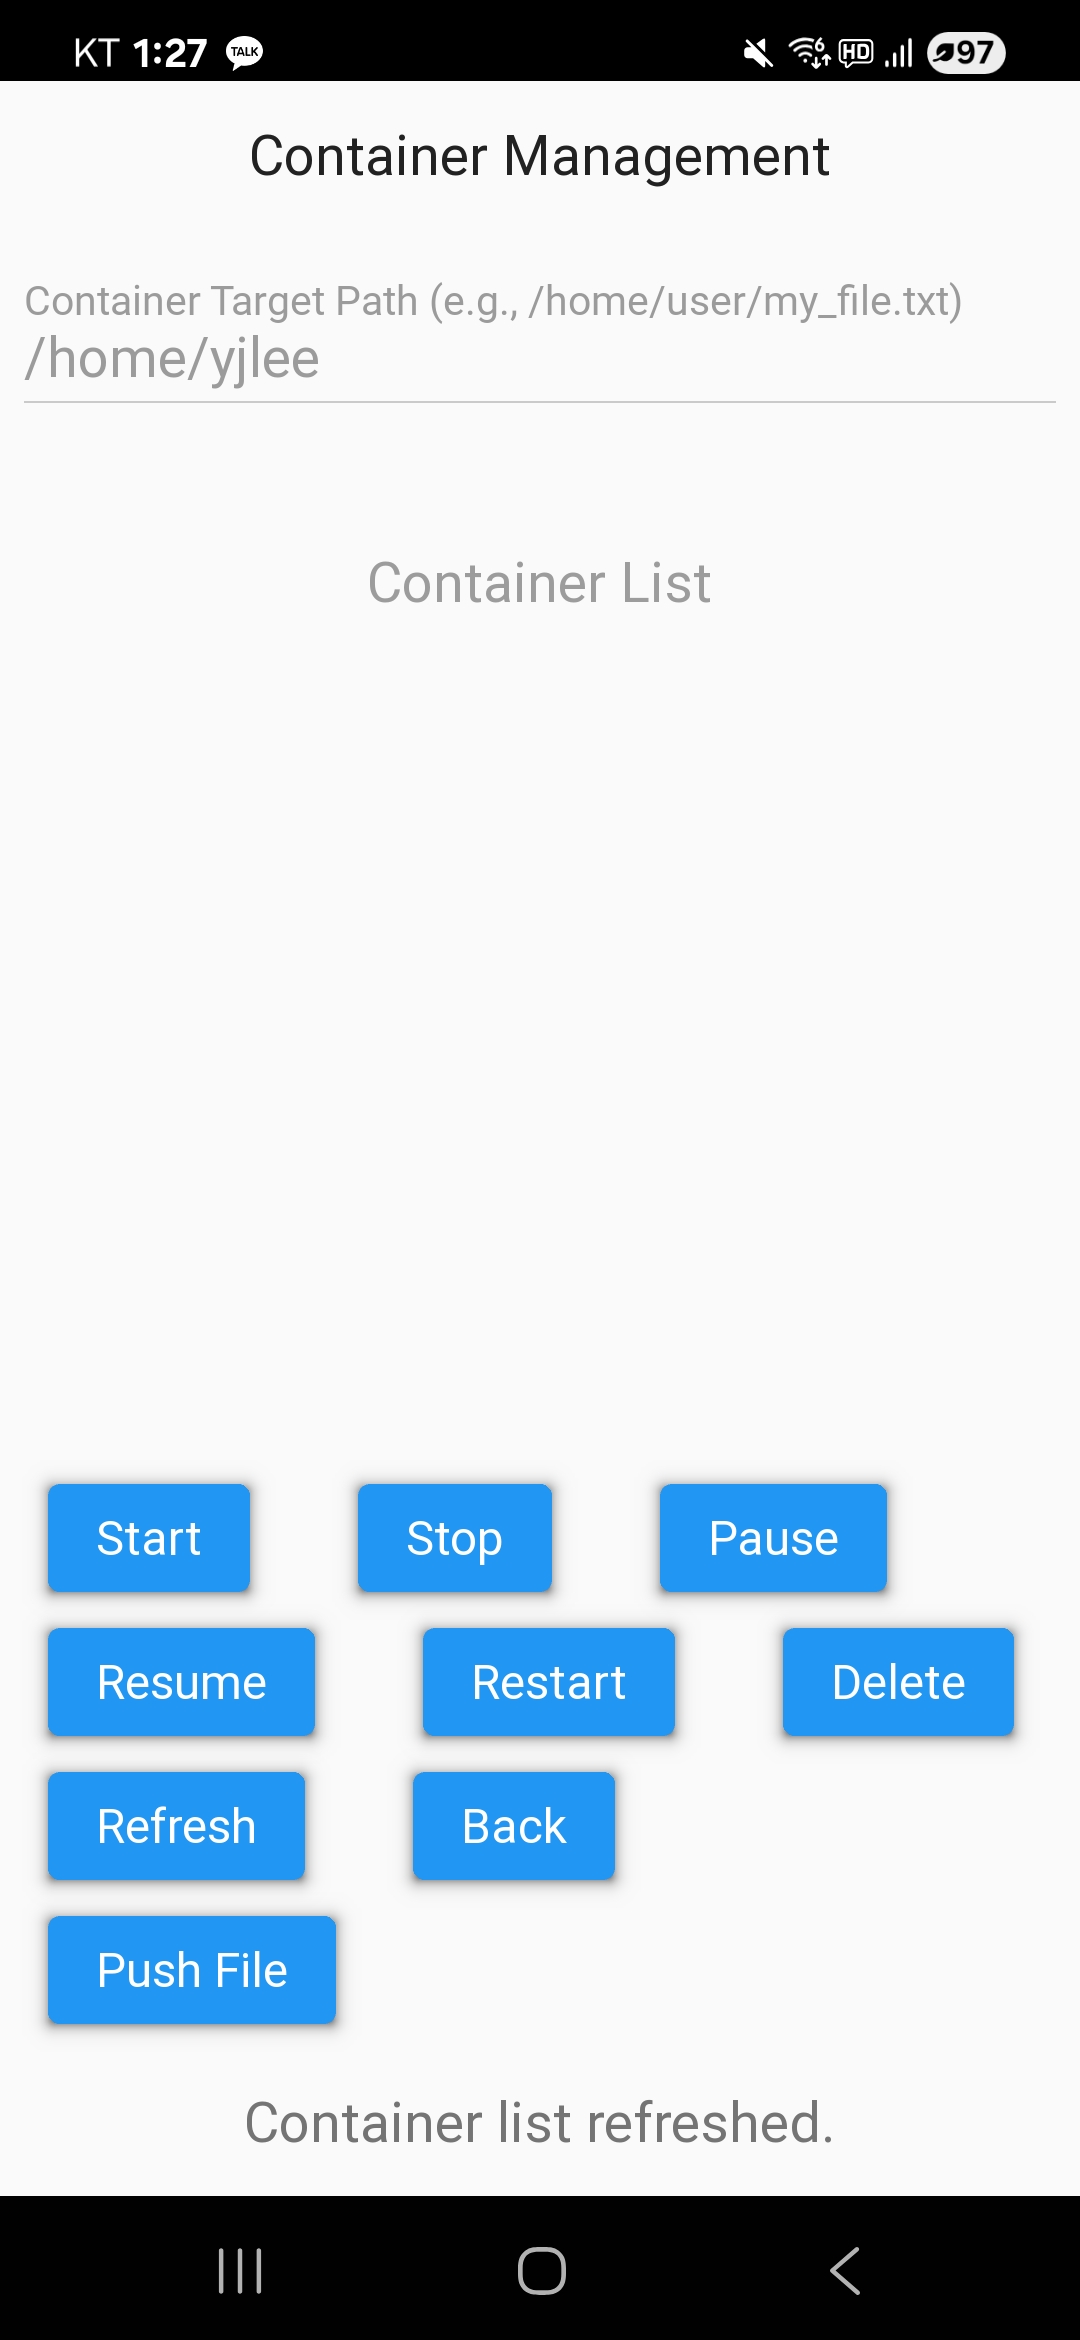 KT 1:27 TALK 6 HD 97
Container Management
Container Target Path (e.g., /home/user/my_file.txt)
/home/yjlee
Container List
Start Stop Pause
Resume Restart Delete
Refresh Back
Push File
Container list refreshed.